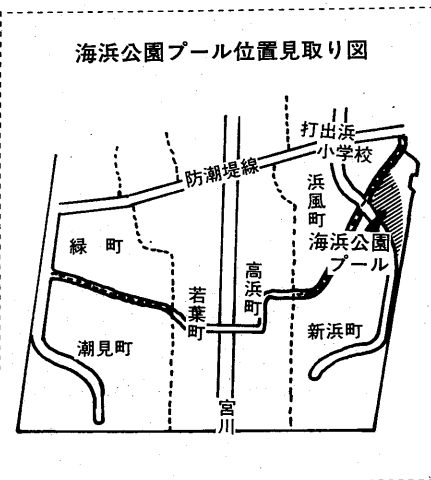 海浜公園プール位置見取り図
打出浜
小学校
防潮堤線
浜風町
緑町
海浜公園
プール
高浜町
若葉町
新浜町
潮見町
宮川